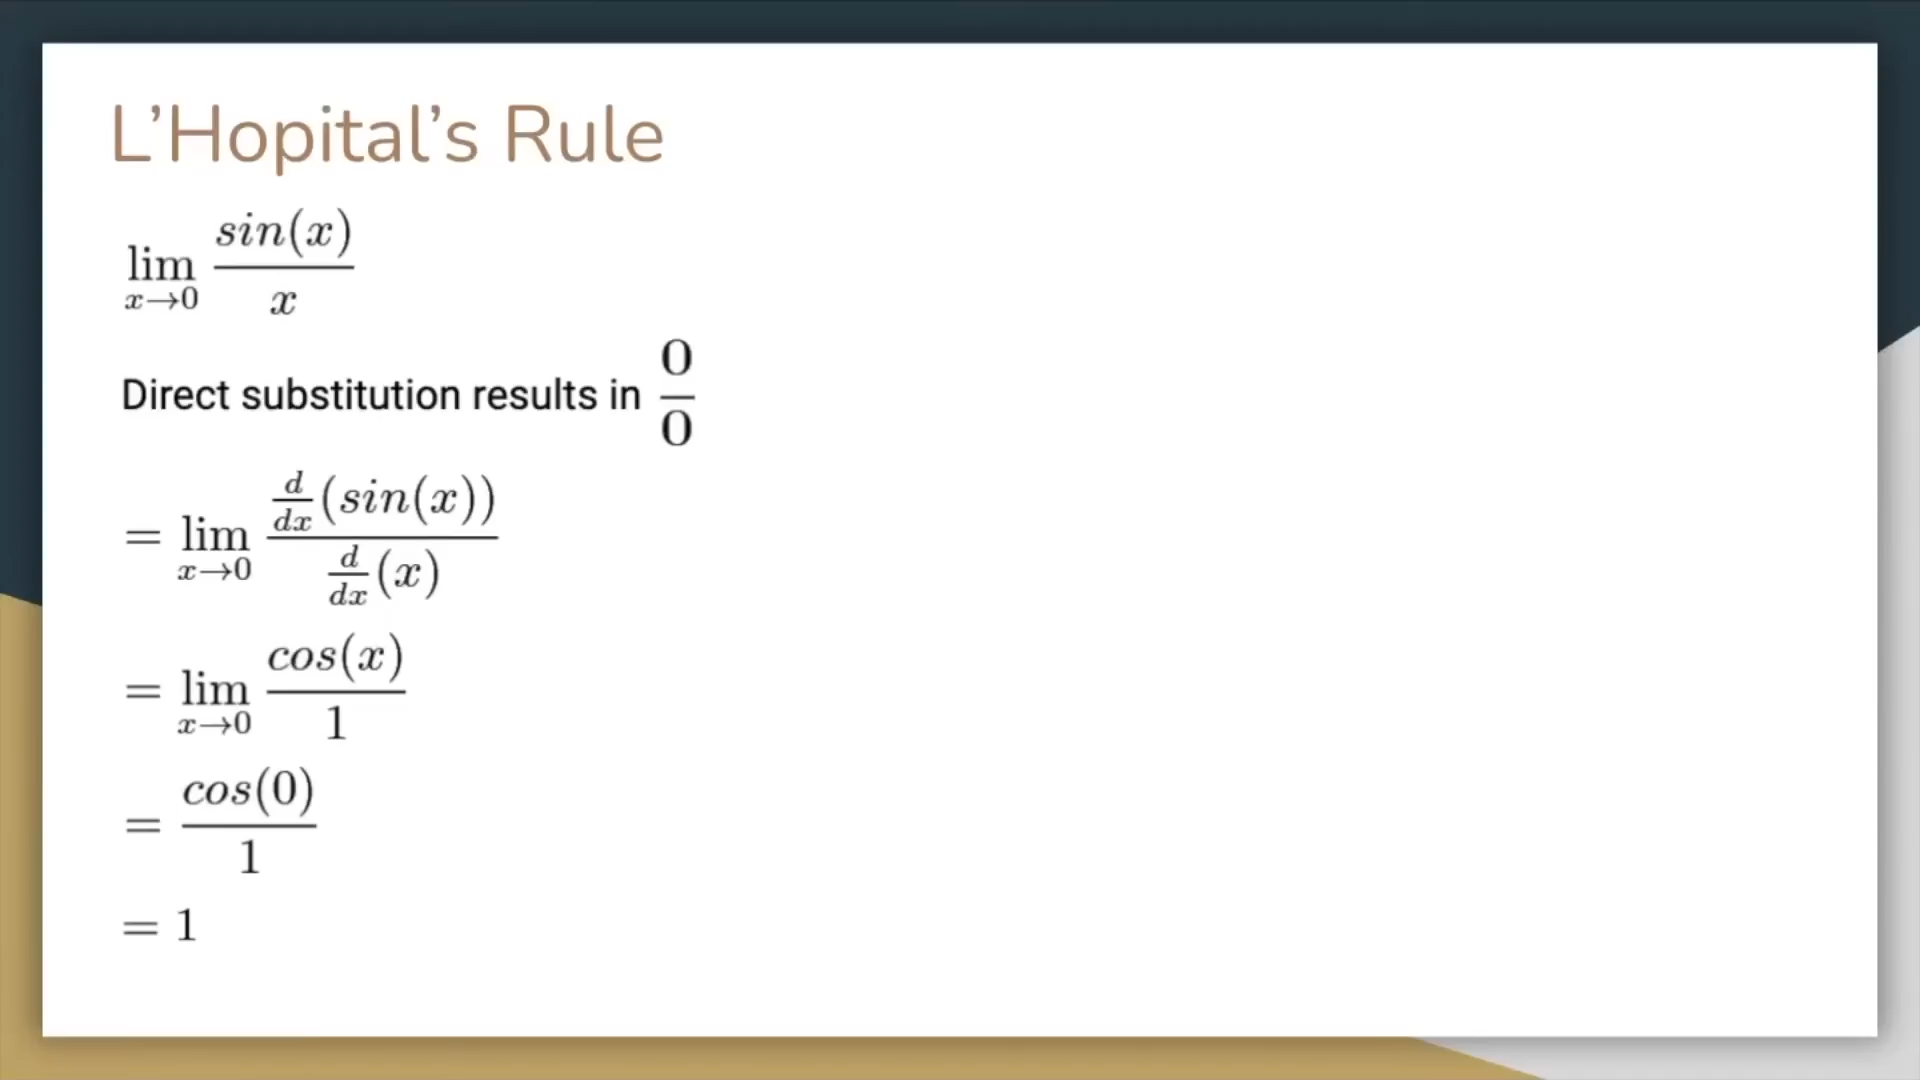 L'Hopital's Rule
lim x→0 sin(x)/x
Direct substitution results in 0/0
= lim x→0 d/dx(sin(x)) / d/dx(x)
= lim x→0 cos(x)/1
= cos(0)/1
= 1